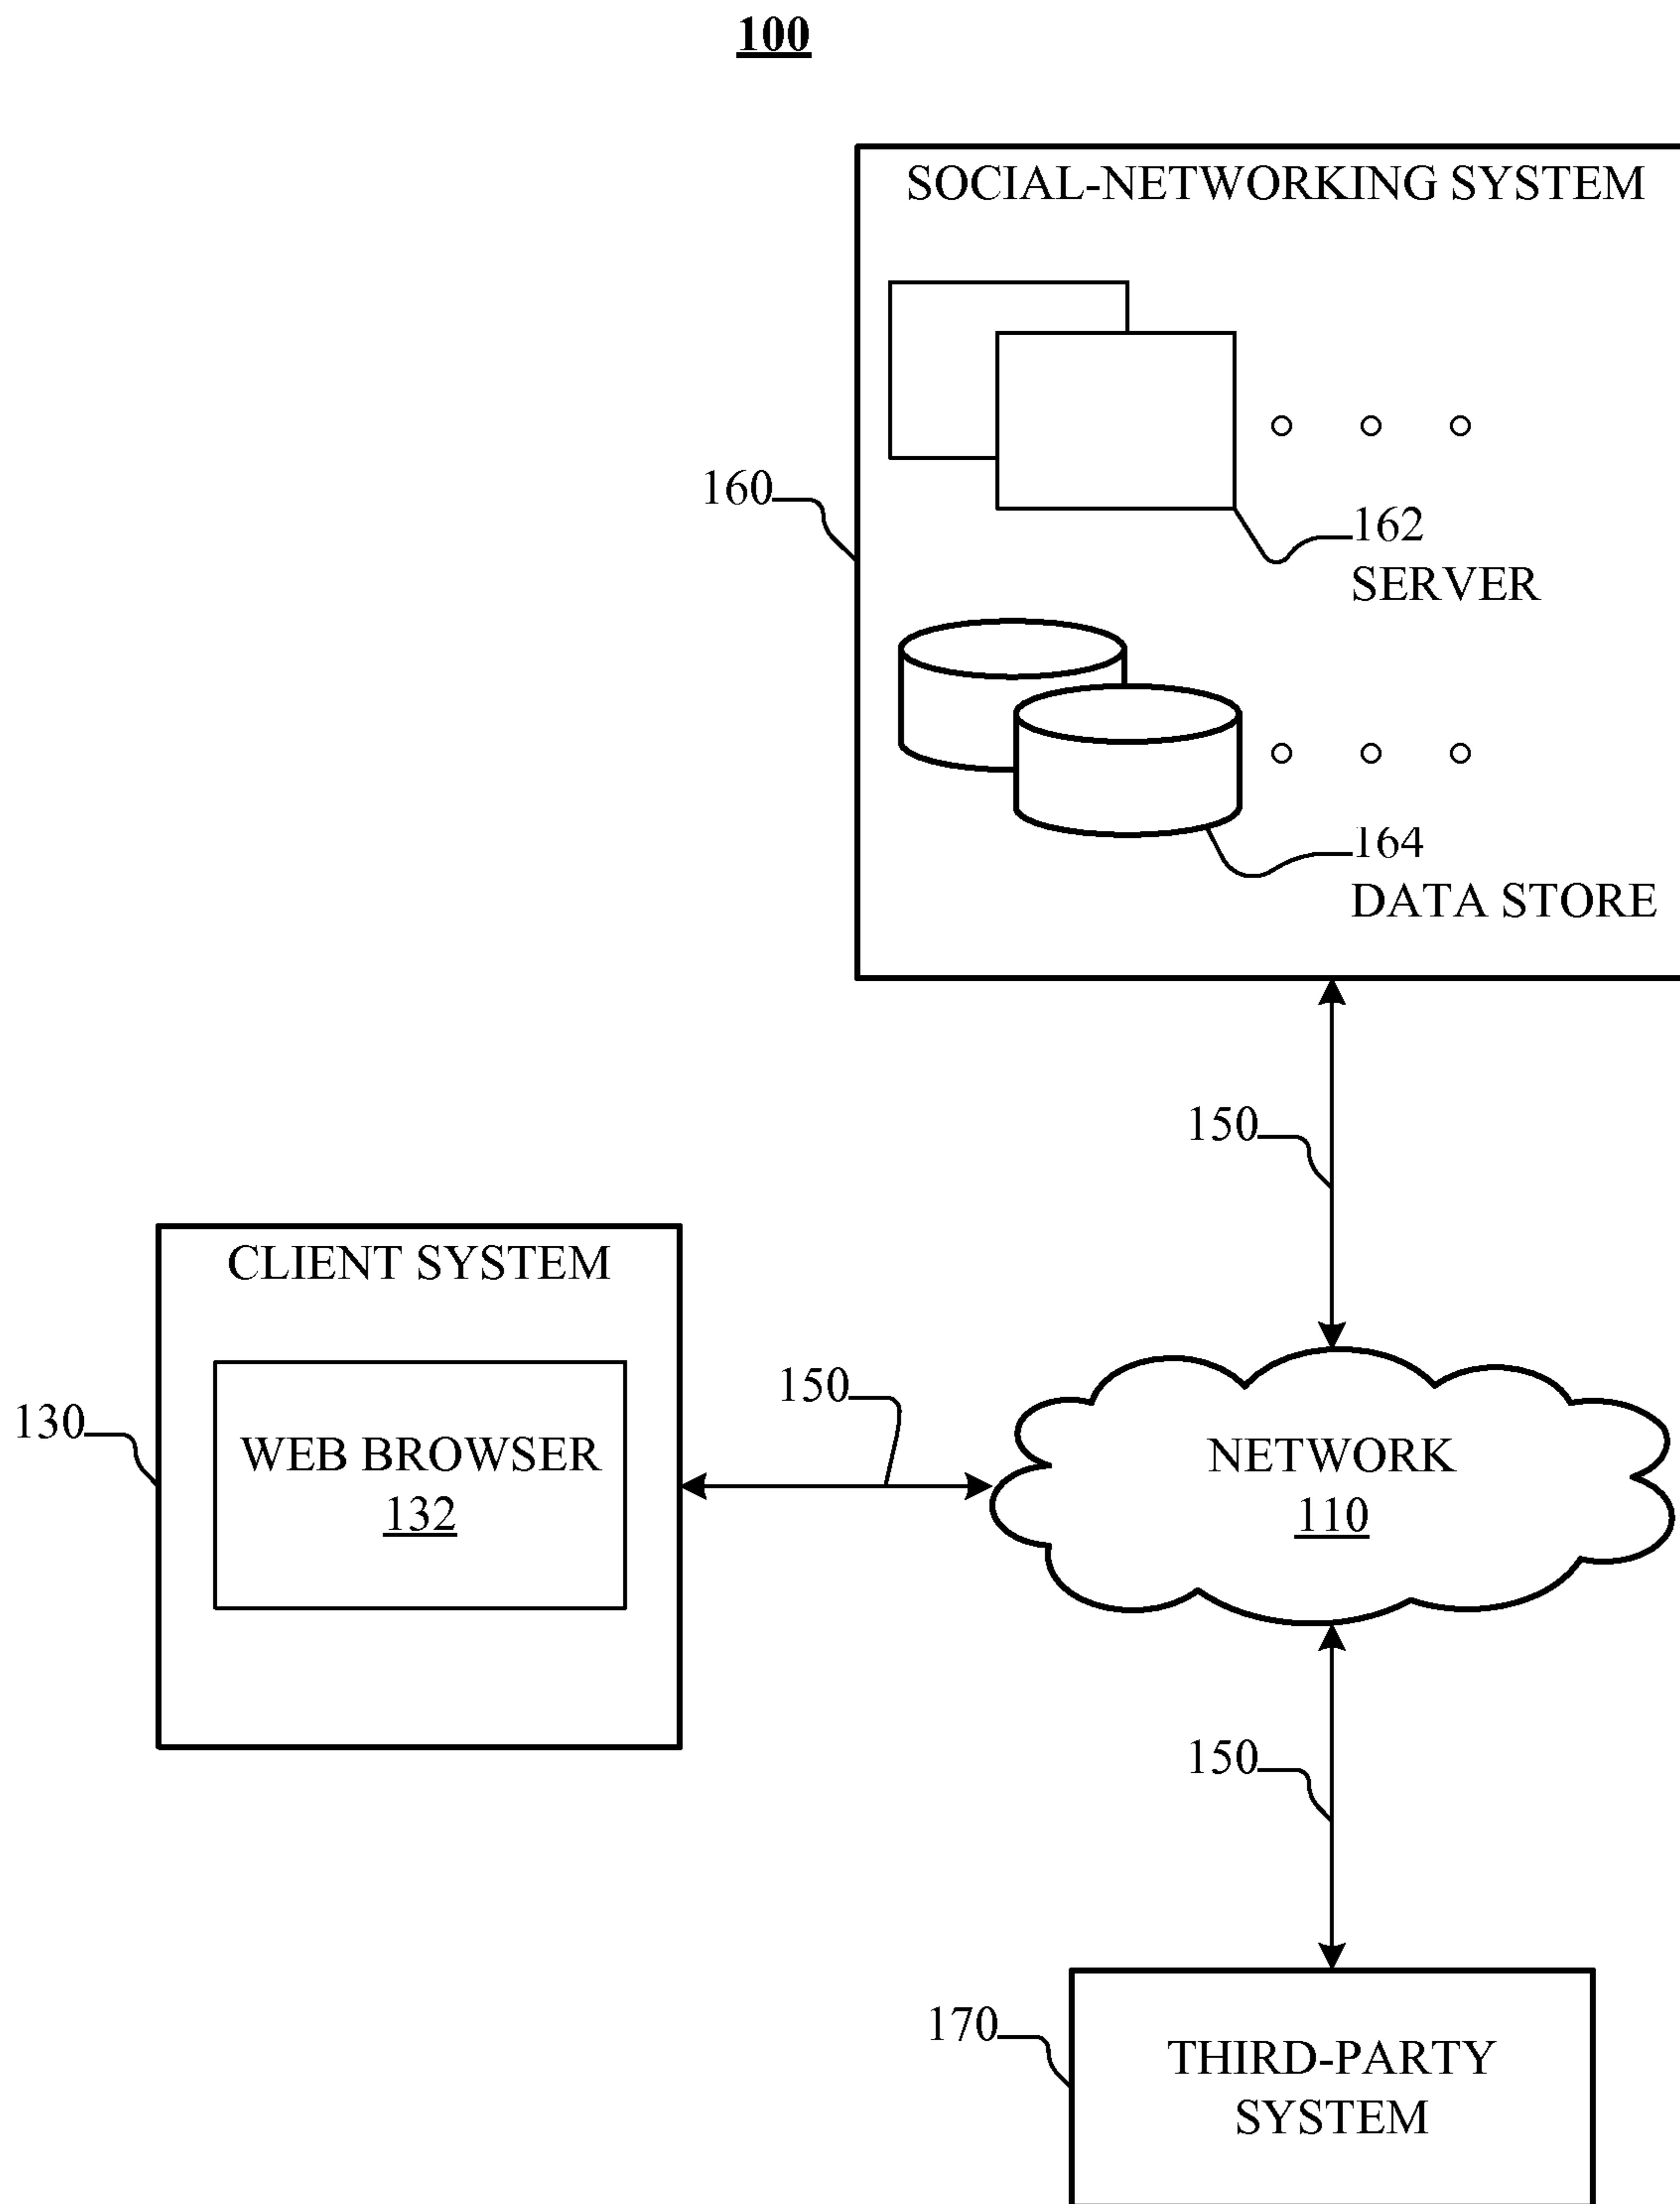 100
SOCIAL-NETWORKING SYSTEM
160
162
SERVER
164
DATA STORE
150
CLIENT SYSTEM
130
WEB BROWSER
132
150
NETWORK
110
150
170
THIRD-PARTY
SYSTEM